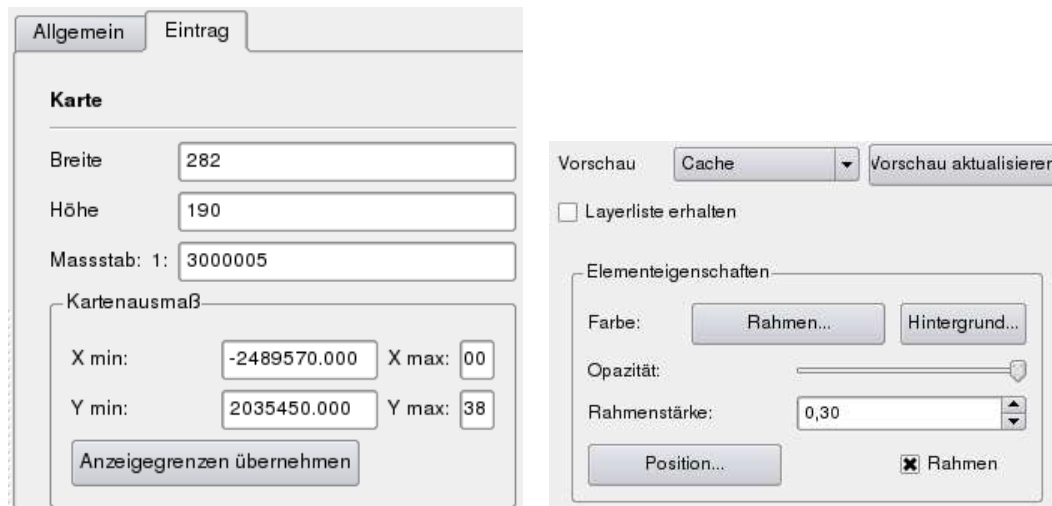 Allgemein Eintrag
Karte
Breite 282
Höhe 190
Massstab: 1: 3000005
Kartenausmaß
X min: -2489570.000 X max: 00
Y min: 2035450.000 Y max: 38
Anzeigegrenzen übernehmen
Vorschau Cache Vorschau aktualisieren
Layerliste erhalten
Elementeigenschaften
Farbe: Rahmen... Hintergrund...
Opazität:
Rahmenstärke: 0,30
Position... Rahmen